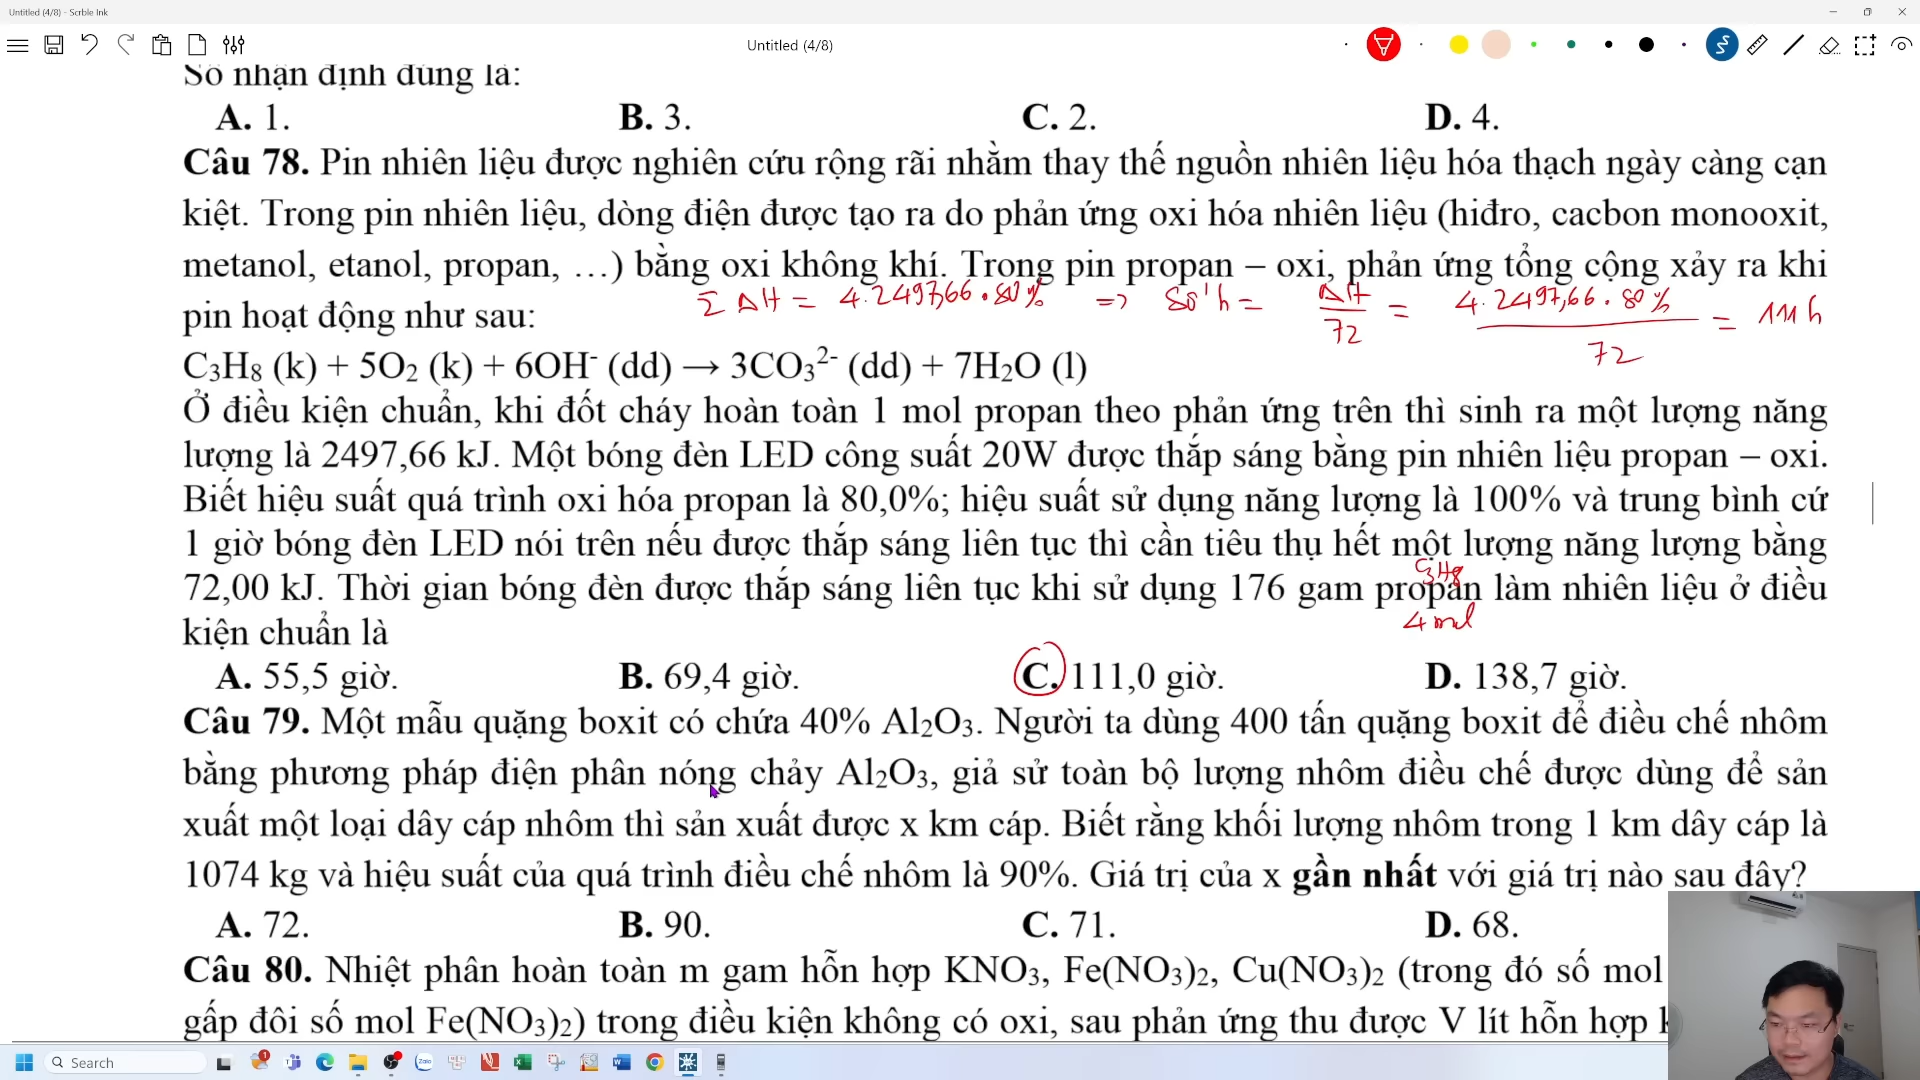 Untitled (4/8) - Scrble Ink
Untitled (4/8)
Số nhận định đúng là:
A. 1. B. 3. C. 2. D. 4.
Câu 78. Pin nhiên liệu được nghiên cứu rộng rãi nhằm thay thế nguồn nhiên liệu hóa thạch ngày càng cạn
kiệt. Trong pin nhiên liệu, dòng điện được tạo ra do phản ứng oxi hóa nhiên liệu (hiđro, cacbon monooxit,
metanol, etanol, propan, …) bằng oxi không khí. Trong pin propan – oxi, phản ứng tổng cộng xảy ra khi
Σ ΔH = 4.2497,66.80% => Số h = ΔH/72 = 4.2497,66.80%/72 = 111 h
pin hoạt động như sau:
C₃H₈ (k) + 5O₂ (k) + 6OH⁻ (dd) → 3CO₃²⁻ (dd) + 7H₂O (l)
Ở điều kiện chuẩn, khi đốt cháy hoàn toàn 1 mol propan theo phản ứng trên thì sinh ra một lượng năng
lượng là 2497,66 kJ. Một bóng đèn LED công suất 20W được thắp sáng bằng pin nhiên liệu propan – oxi.
Biết hiệu suất quá trình oxi hóa propan là 80,0%; hiệu suất sử dụng năng lượng là 100% và trung bình cứ
1 giờ bóng đèn LED nói trên nếu được thắp sáng liên tục thì cần tiêu thụ hết một lượng năng lượng bằng
C₃H₈
72,00 kJ. Thời gian bóng đèn được thắp sáng liên tục khi sử dụng 176 gam propan làm nhiên liệu ở điều
4 mol
kiện chuẩn là
A. 55,5 giờ. B. 69,4 giờ. C. 111,0 giờ. D. 138,7 giờ.
Câu 79. Một mẫu quặng boxit có chứa 40% Al₂O₃. Người ta dùng 400 tấn quặng boxit để điều chế nhôm
bằng phương pháp điện phân nóng chảy Al₂O₃, giả sử toàn bộ lượng nhôm điều chế được dùng để sản
xuất một loại dây cáp nhôm thì sản xuất được x km cáp. Biết rằng khối lượng nhôm trong 1 km dây cáp là
1074 kg và hiệu suất của quá trình điều chế nhôm là 90%. Giá trị của x gần nhất với giá trị nào sau đây?
A. 72. B. 90. C. 71. D. 68.
Câu 80. Nhiệt phân hoàn toàn m gam hỗn hợp KNO₃, Fe(NO₃)₂, Cu(NO₃)₂ (trong đó số mol
gấp đôi số mol Fe(NO₃)₂) trong điều kiện không có oxi, sau phản ứng thu được V lít hỗn hợp
Search